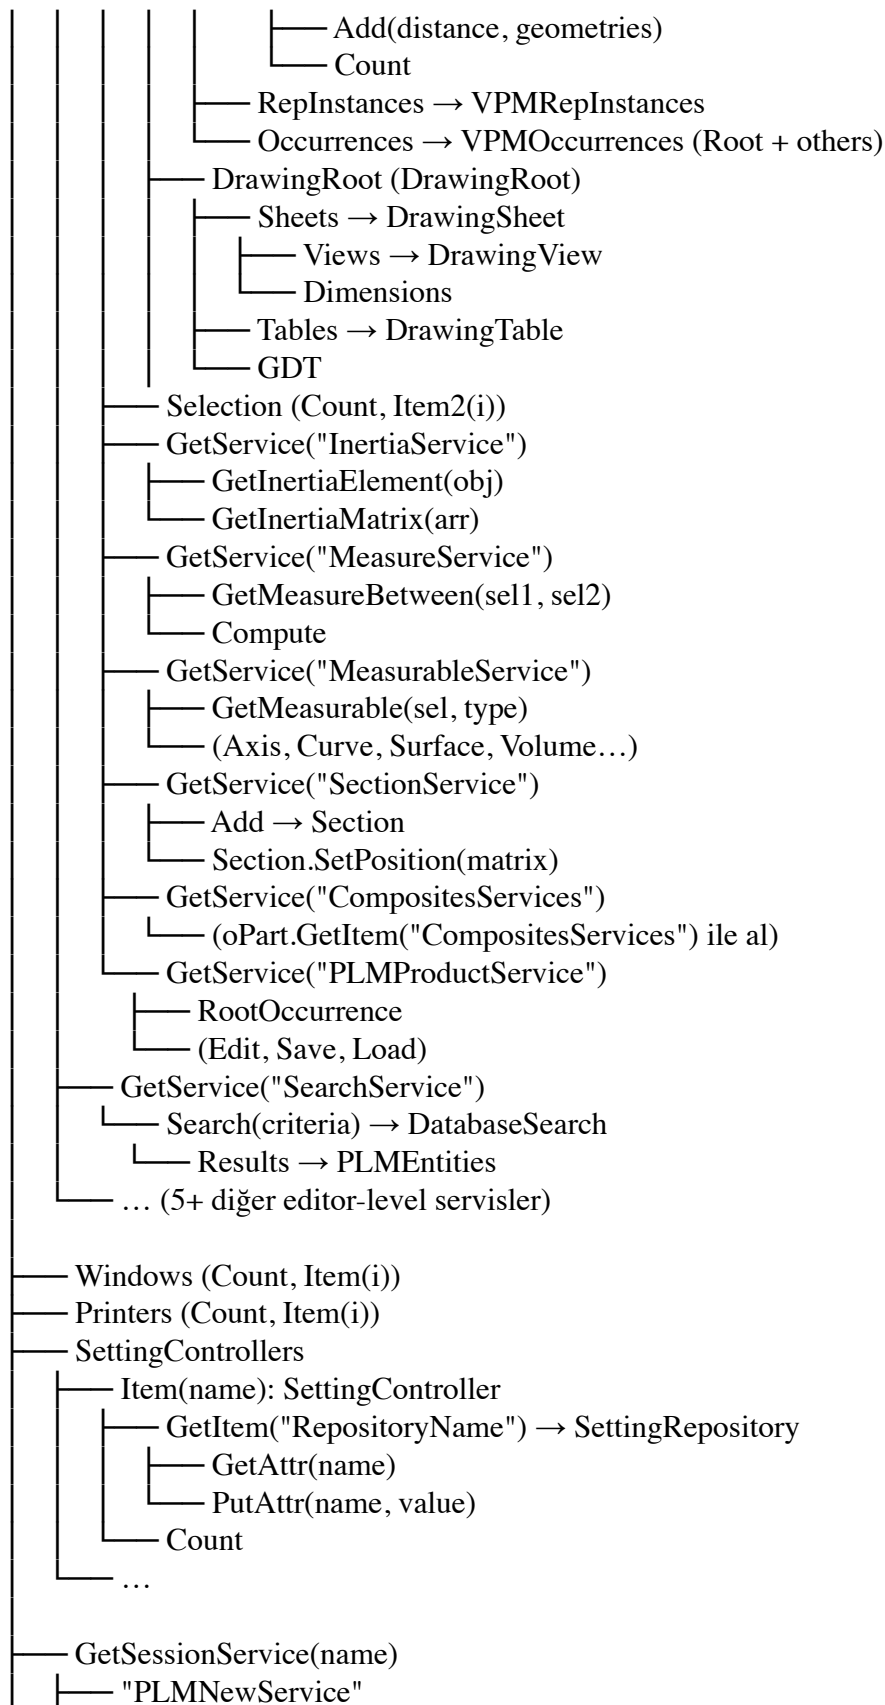 Add(distance, geometries)
Count
RepInstances → VPMRepInstances
Occurrences → VPMOccurrences (Root + others)
DrawingRoot (DrawingRoot)
Sheets → DrawingSheet
Views → DrawingView
Dimensions
Tables → DrawingTable
GDT
Selection (Count, Item2(i))
GetService("InertiaService")
GetInertiaElement(obj)
GetInertiaMatrix(arr)
GetService("MeasureService")
GetMeasureBetween(sel1, sel2)
Compute
GetService("MeasurableService")
GetMeasurable(sel, type)
(Axis, Curve, Surface, Volume…)
GetService("SectionService")
Add → Section
Section.SetPosition(matrix)
GetService("CompositesServices")
(oPart.GetItem("CompositesServices") ile al)
GetService("PLMProductService")
RootOccurrence
(Edit, Save, Load)
GetService("SearchService")
Search(criteria) → DatabaseSearch
Results → PLMEntities
… (5+ diğer editor-level servisler)
Windows (Count, Item(i))
Printers (Count, Item(i))
SettingControllers
Item(name): SettingController
GetItem("RepositoryName") → SettingRepository
GetAttr(name)
PutAttr(name, value)
Count
…
GetSessionService(name)
"PLMNewService"